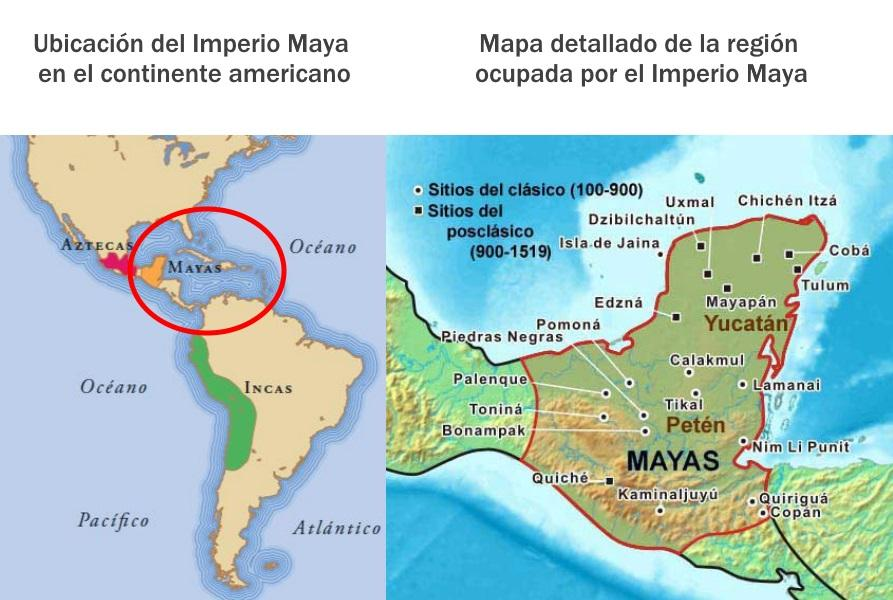 Ubicación del Imperio Maya
en el continente americano
Mapa detallado de la región
ocupada por el Imperio Maya
AZTECAS
MAYAS
Océano
Océano
INCAS
Pacífico
Atlántico
Sitios del clásico (100-900)
Sitios del
posclásico
(900-1519)
Uxmal
Chichén Itzá
Dzibilchaltún
Isla de Jaina
Cobá
Tulum
Edzná
Mayapán
Yucatán
Pomoná
Piedras Negras
Calakmul
Palenque
Lamanai
Tikal
Toniná
Petén
Bonampak
Nim Li Punit
MAYAS
Quiché
Kaminaljuyú
Quiriguá
Copán